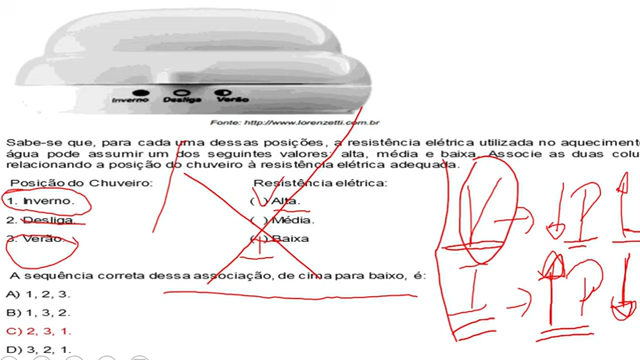 Inverno Desliga Verão
Fonte: http://www.lorenzetti.com.br
Sabe-se que, para cada uma dessas posições, a resistência elétrica utilizada no aquecimento
água pode assumir um dos seguintes valores: alta, média e baixa. Associe as duas colu
relacionando a posição do chuveiro à resistência elétrica adequada.
Posição do Chuveiro: Resistência elétrica:
1. Inverno. ( ) Alta.
2. Desliga. ( ) Média.
3. Verão. (1) Baixa
V → ↓ P ↑
I → ↑ P ↓
A sequência correta dessa associação, de cima para baixo, é:
A) 1, 2, 3.
B) 1, 3, 2.
C) 2, 3, 1.
D) 3, 2, 1.